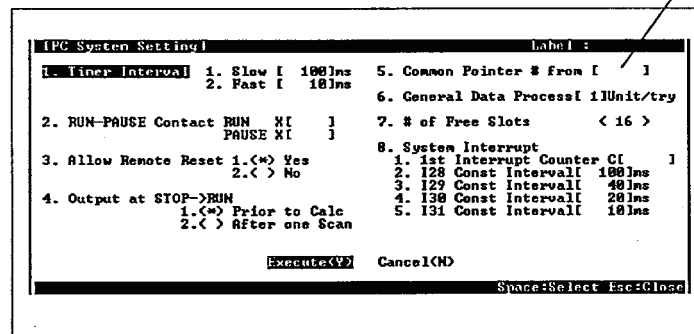 [PC System Setting] Label :
1. Timer Interval 1. Slow [ 100]ms
2. Fast [ 10]ms
2. RUN-PAUSE Contact RUN X[ ]
PAUSE X[ ]
3. Allow Remote Reset 1.(*) Yes
2.( ) No
4. Output at STOP->RUN
1.(*) Prior to Calc
2.( ) After one Scan
5. Common Pointer # from [ ]
6. General Data Process[ 1]Unit/try
7. # of Free Slots < 16 >
8. System Interrupt
1. 1st Interrupt Counter C[ ]
2. I28 Const Interval[ 100]ms
3. I29 Const Interval[ 40]ms
4. I30 Const Interval[ 20]ms
5. I31 Const Interval[ 10]ms
Execute(Y) Cancel(N)
Space:Select Esc:Close